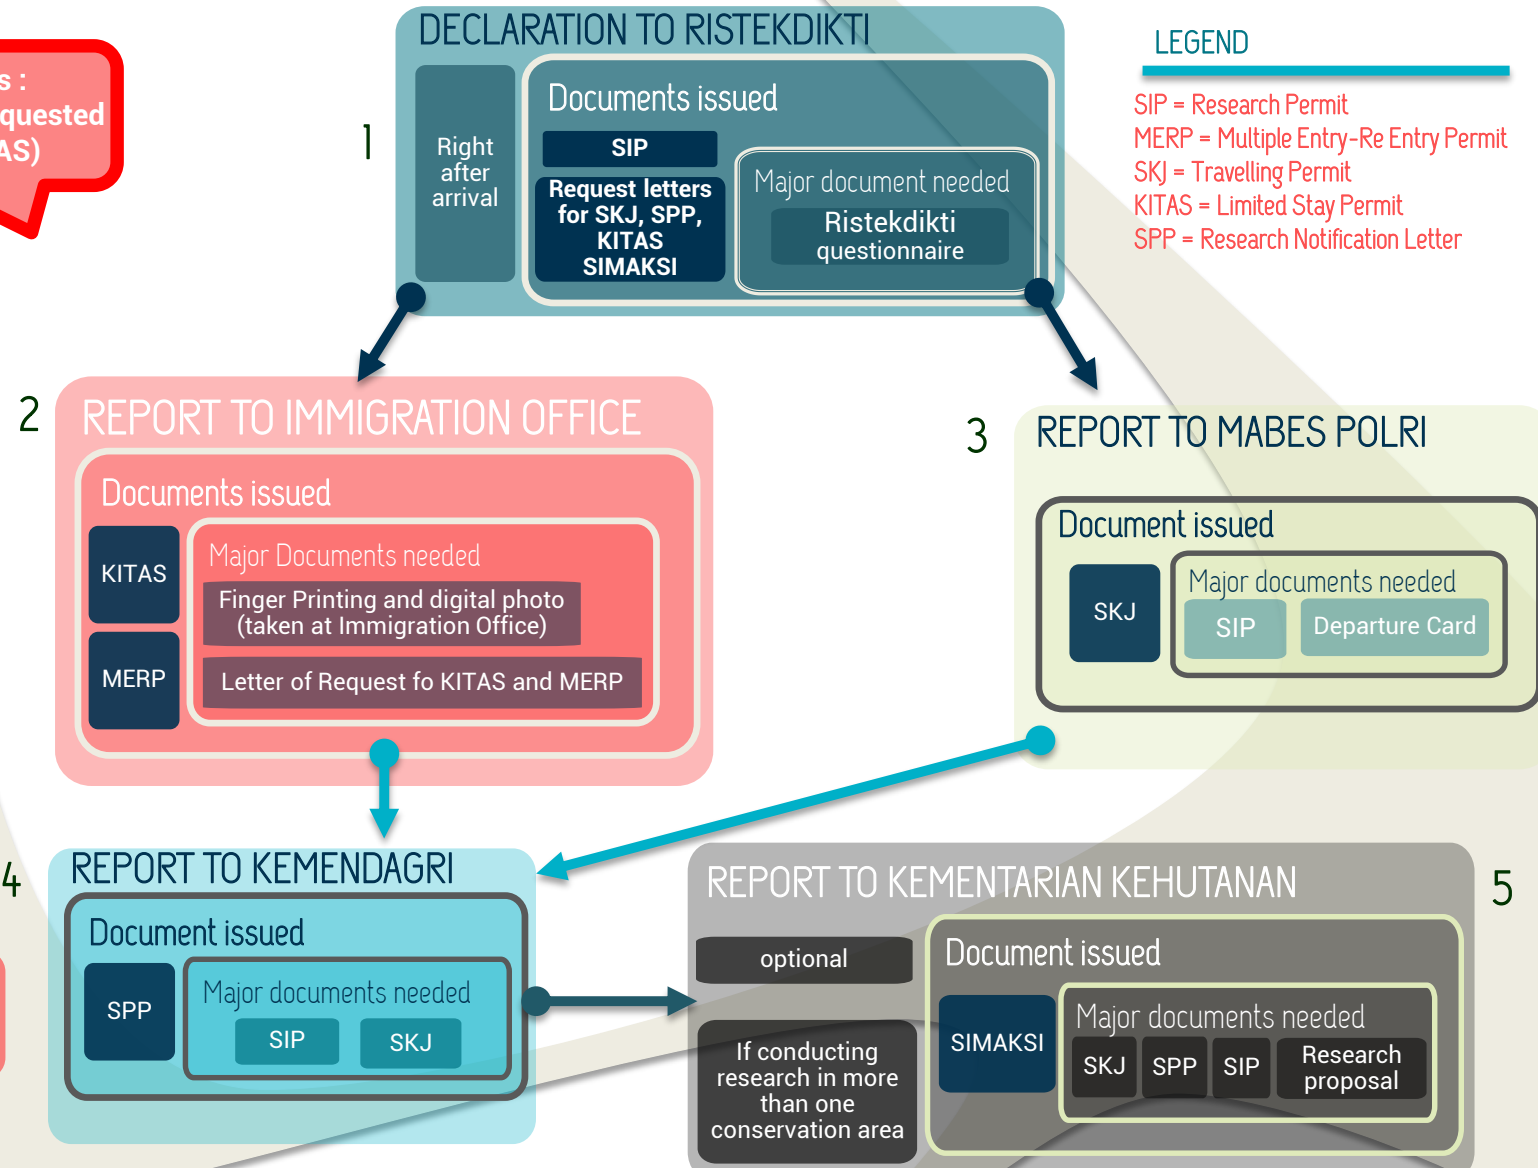 s :
quested
AS)
DECLARATION TO RISTEKDIKTI
1
Right
after
arrival
Documents issued
SIP
Request letters
for SKJ, SPP,
KITAS
SIMAKSI
Major document needed
Ristekdikti
questionnaire
LEGEND
SIP = Research Permit
MERP = Multiple Entry-Re Entry Permit
SKJ = Travelling Permit
KITAS = Limited Stay Permit
SPP = Research Notification Letter
2
REPORT TO IMMIGRATION OFFICE
Documents issued
KITAS
MERP
Major Documents needed
Finger Printing and digital photo
(taken at Immigration Office)
Letter of Request fo KITAS and MERP
3
REPORT TO MABES POLRI
Document issued
SKJ
Major documents needed
SIP
Departure Card
4
REPORT TO KEMENDAGRI
Document issued
SPP
Major documents needed
SIP
SKJ
REPORT TO KEMENTARIAN KEHUTANAN
5
optional
If conducting
research in more
than one
conservation area
Document issued
SIMAKSI
Major documents needed
SKJ
SPP
SIP
Research
proposal